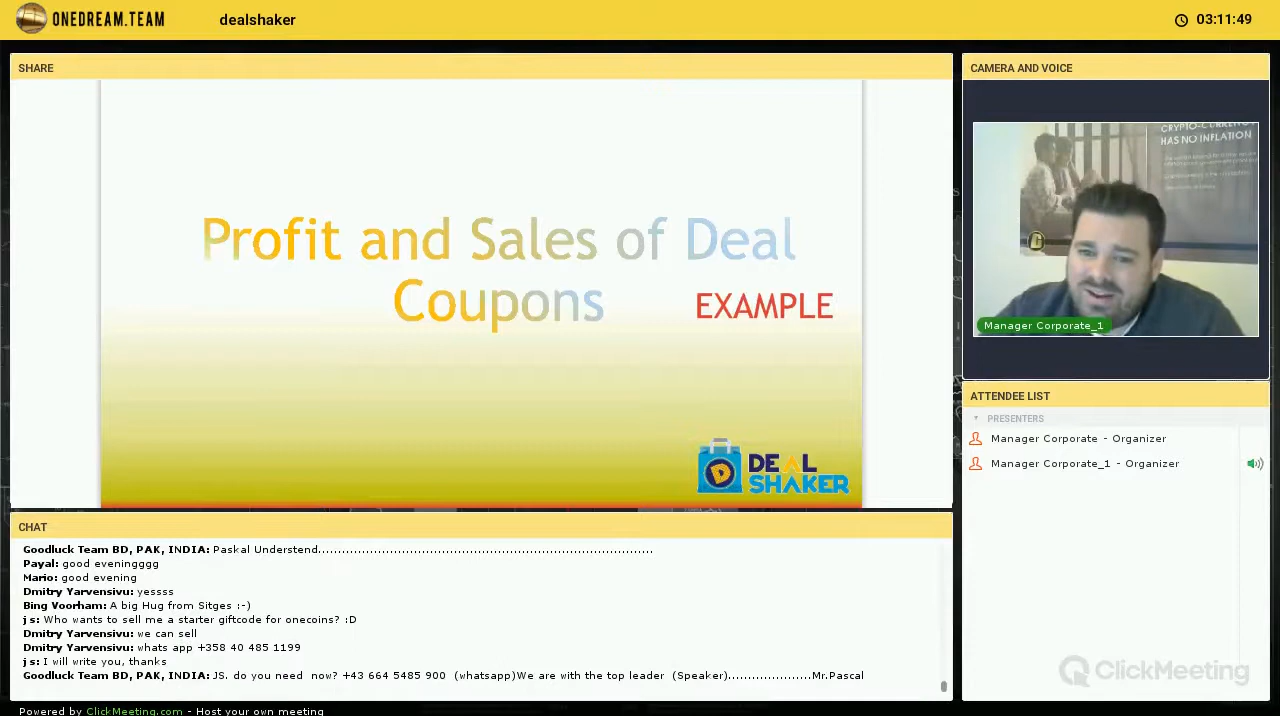 ONEDREAM.TEAM
dealshaker
03:11:49
SHARE
Profit and Sales of Deal
Coupons
EXAMPLE
DEAL
SHAKER
CAMERA AND VOICE
CRYPTO-CURRENCY
HAS NO INFLATION
Manager Corporate_1
ATTENDEE LIST
PRESENTERS
Manager Corporate - Organizer
Manager Corporate_1 - Organizer
CHAT
Goodluck Team BD, PAK, INDIA: Paskal Understend...................................................................................
Payal: good eveningggg
Mario: good evening
Dmitry Yarvensivu: yessss
Bing Voorham: A big Hug from Sitges :-)
j s: Who wants to sell me a starter giftcode for onecoins? :D
Dmitry Yarvensivu: we can sell
Dmitry Yarvensivu: whats app +358 40 485 1199
j s: I will write you, thanks
Goodluck Team BD, PAK, INDIA: JS. do you need  now? +43 664 5485 900  (whatsapp)We are with the top leader  (Speaker).....................Mr.Pascal
ClickMeeting
Powered by ClickMeeting.com - Host your own meeting